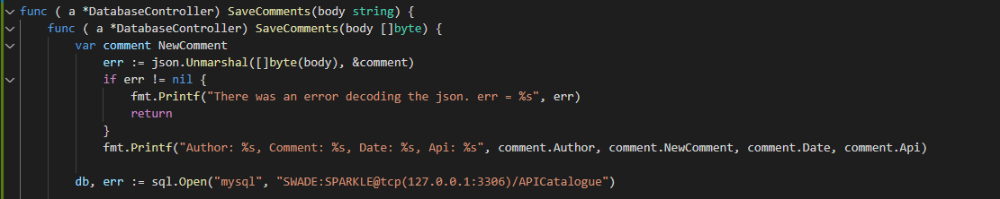 func ( a *DatabaseController) SaveComments(body string) {
func ( a *DatabaseController) SaveComments(body []byte) {
var comment NewComment
err := json.Unmarshal([]byte(body), &comment)
if err != nil {
fmt.Printf("There was an error decoding the json. err = %s", err)
return
}
fmt.Printf("Author: %s, Comment: %s, Date: %s, Api: %s", comment.Author, comment.NewComment, comment.Date, comment.Api)
db, err := sql.Open("mysql", "SWADE:SPARKLE@tcp(127.0.0.1:3306)/APICatalogue")